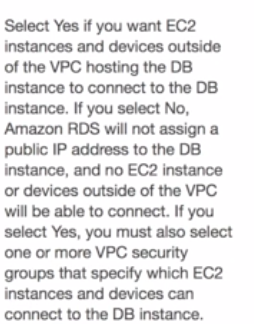 Select Yes if you want EC2
instances and devices outside
of the VPC hosting the DB
instance to connect to the DB
instance. If you select No,
Amazon RDS will not assign a
public IP address to the DB
instance, and no EC2 instance
or devices outside of the VPC
will be able to connect. If you
select Yes, you must also select
one or more VPC security
groups that specify which EC2
instances and devices can
connect to the DB instance.